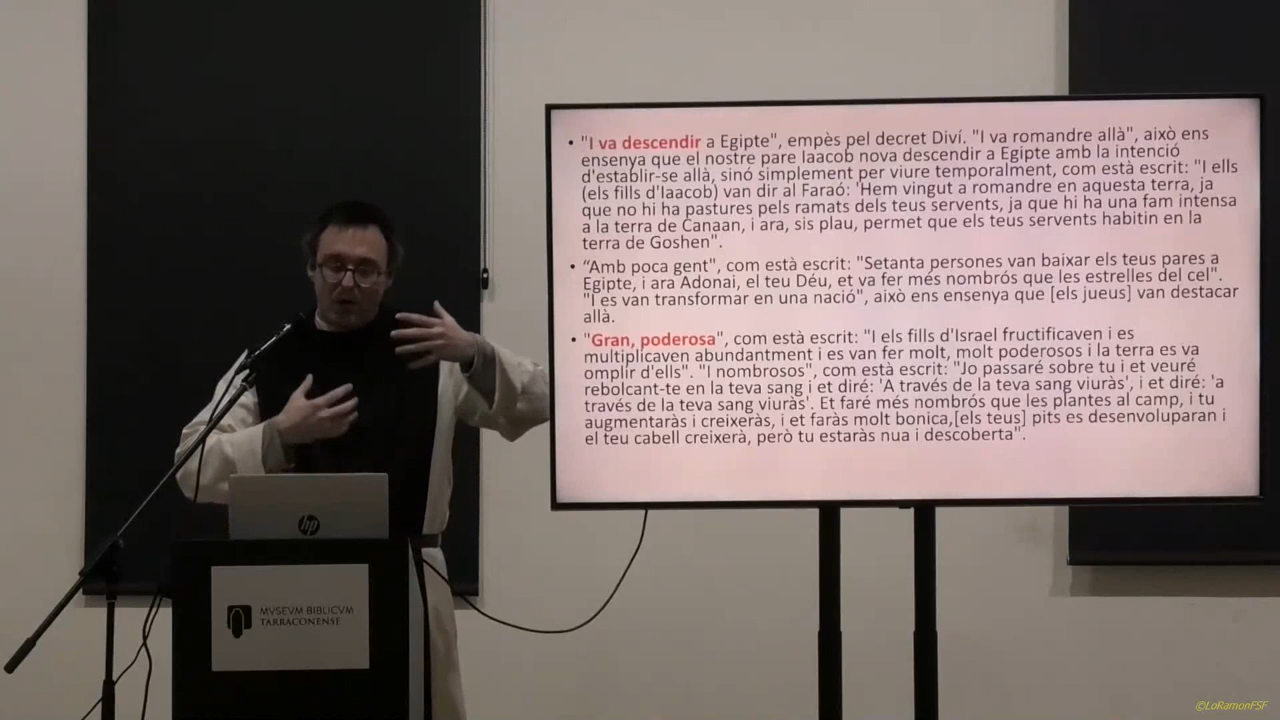 • "I va descendir a Egipte", empès pel decret Diví. "I va romandre allà", això ens
ensenya que el nostre pare Iaacob nova descendir a Egipte amb la intenció
d'establir-se allà, sinó simplement per viure temporalment, com està escrit: "I ells
(els fills d'Iaacob) van dir al Faraó: 'Hem vingut a romandre en aquesta terra, ja
que no hi ha pastures pels ramats dels teus servents, ja que hi ha una fam intensa
a la terra de Canaan, i ara, sis plau, permet que els teus servents habitin en la
terra de Goshen".
• “Amb poca gent", com està escrit: "Setanta persones van baixar els teus pares a
Egipte, i ara Adonai, el teu Déu, et va fer més nombrós que les estrelles del cel".
"I es van transformar en una nació", això ens ensenya que [els jueus] van destacar
allà.
• "Gran, poderosa", com està escrit: "I els fills d'Israel fructificaven i es
multiplicaven abundantment i es van fer molt, molt poderosos i la terra es va
omplir d'ells". "I nombrosos", com està escrit: "Jo passaré sobre tu i et veuré
rebolcant-te en la teva sang i et diré: 'A través de la teva sang viuràs', i et diré: 'a
través de la teva sang viuràs'. Et faré més nombrós que les plantes al camp, i tu
augmentaràs i creixeràs, i et faràs molt bonica,[els teus] pits es desenvoluparan i
el teu cabell creixerà, però tu estaràs nua i descoberta".
hp
MVSEVM BIBLICVM
TARRACONENSE
©LoRamonFSF